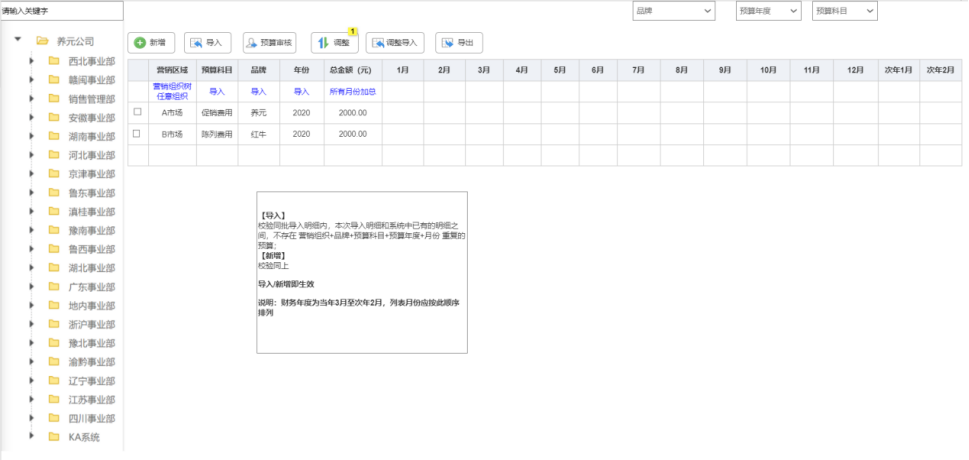 请输入关键字
品牌
预算年度
预算科目
养元公司
西北事业部
赣闽事业部
销售管理部
安徽事业部
湖南事业部
河北事业部
京津事业部
鲁东事业部
滇桂事业部
豫南事业部
鲁西事业部
湖北事业部
广东事业部
地内事业部
浙沪事业部
豫北事业部
渝黔事业部
辽宁事业部
江苏事业部
四川事业部
KA系统
新增 导入 预算审核 调整 1 调整导入 导出
营销区域 预算科目 品牌 年份 总金额（元） 1月 2月 3月 4月 5月 6月 7月 8月 9月 10月 11月 12月 次年1月 次年2月
营销组织树
任意组织 导入 导入 导入 所有月份加总
A市场 促销费用 养元 2020 2000.00
B市场 陈列费用 红牛 2020 2000.00
【导入】
校验同批导入明细内，本次导入明细和系统中已有的明细之
间，不存在 营销组织+品牌+预算科目+预算年度+月份 重复的
预算；
【新增】
校验同上
导入/新增即生效
说明：财务年度为当年3月至次年2月，列表月份应按此顺序
排列